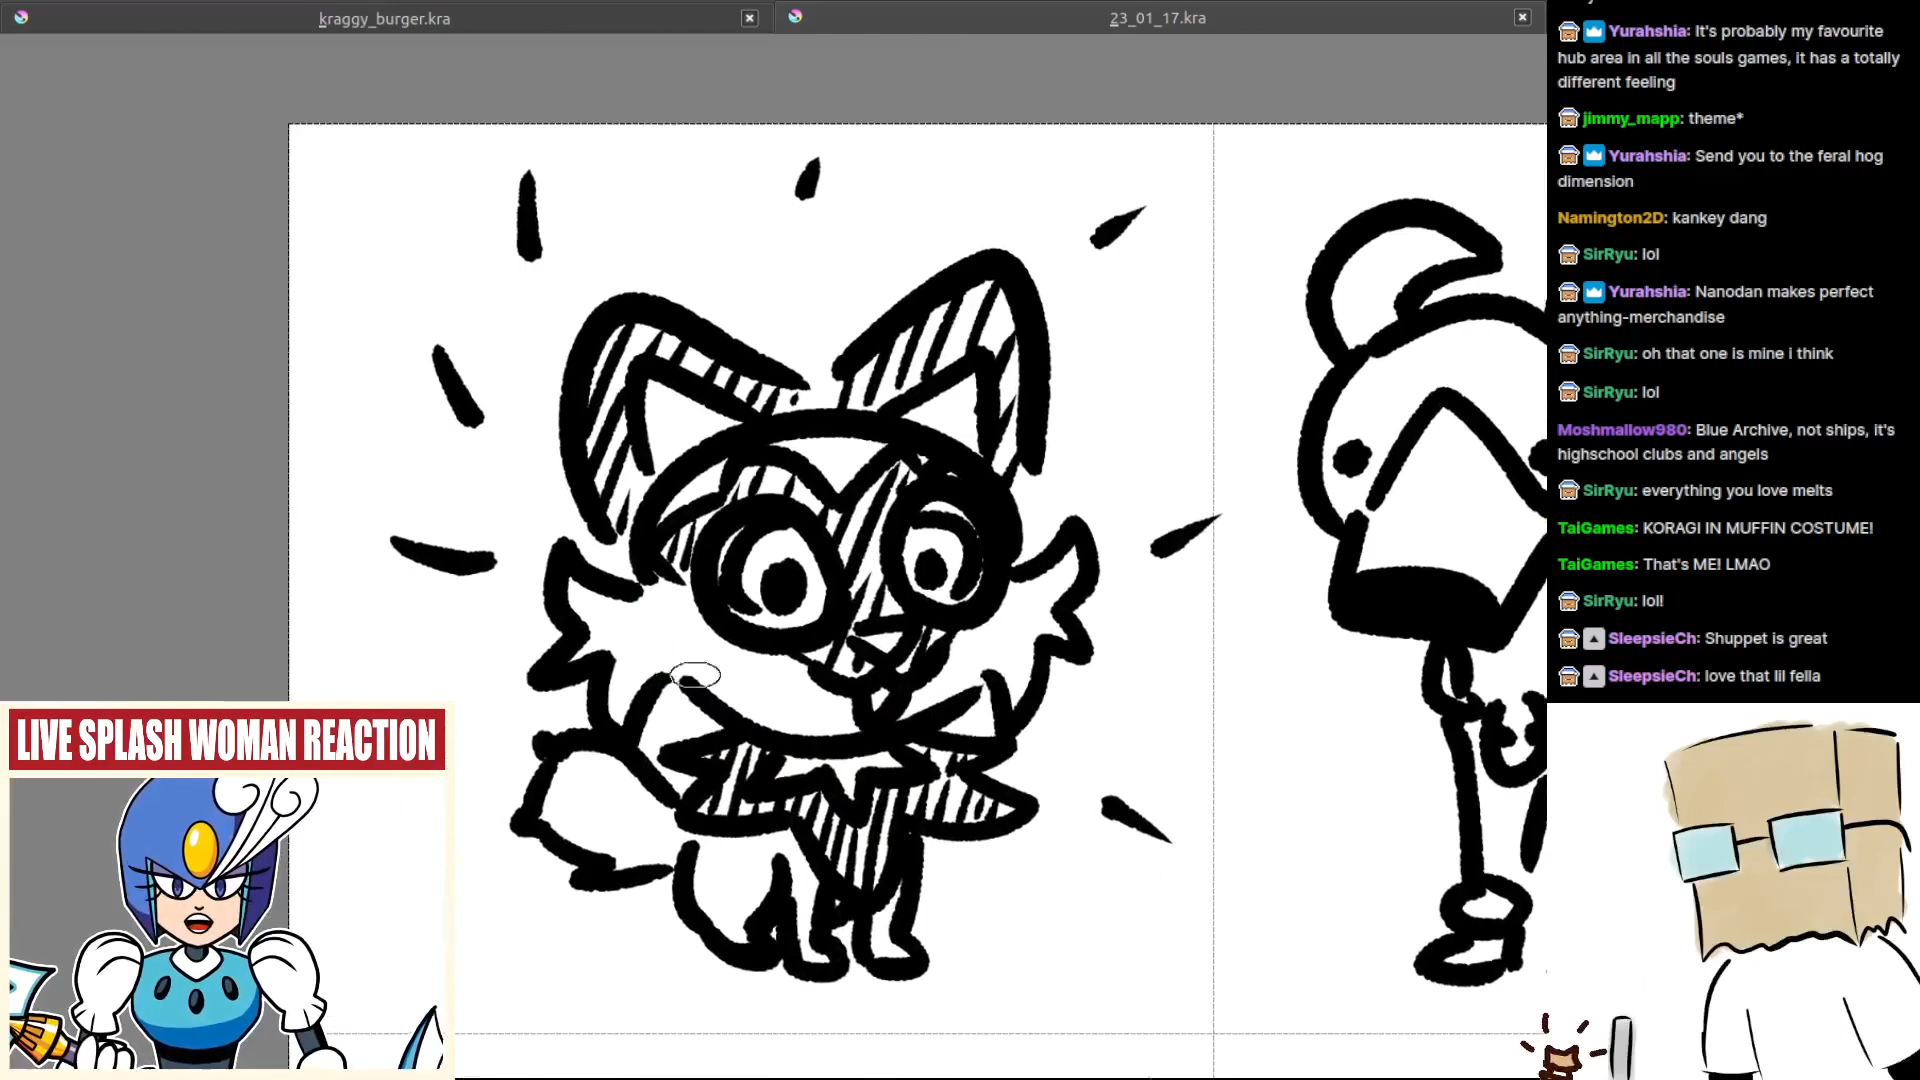 kraggy_burger.kra
23_01_17.kra
Yurahshia: It's probably my favourite
hub area in all the souls games, it has a totally
different feeling
jimmy_mapp: theme*
Yurahshia: Send you to the feral hog
dimension
Namington2D: kankey dang
SirRyu: lol
Yurahshia: Nanodan makes perfect
anything-merchandise
SirRyu: oh that one is mine i think
SirRyu: lol
Moshmallow980: Blue Archive, not ships, it's
highschool clubs and angels
SirRyu: everything you love melts
TaiGames: KORAGI IN MUFFIN COSTUME!
TaiGames: That's ME! LMAO
SirRyu: lol!
SleepsieCh: Shuppet is great
SleepsieCh: love that lil fella
LIVE SPLASH WOMAN REACTION